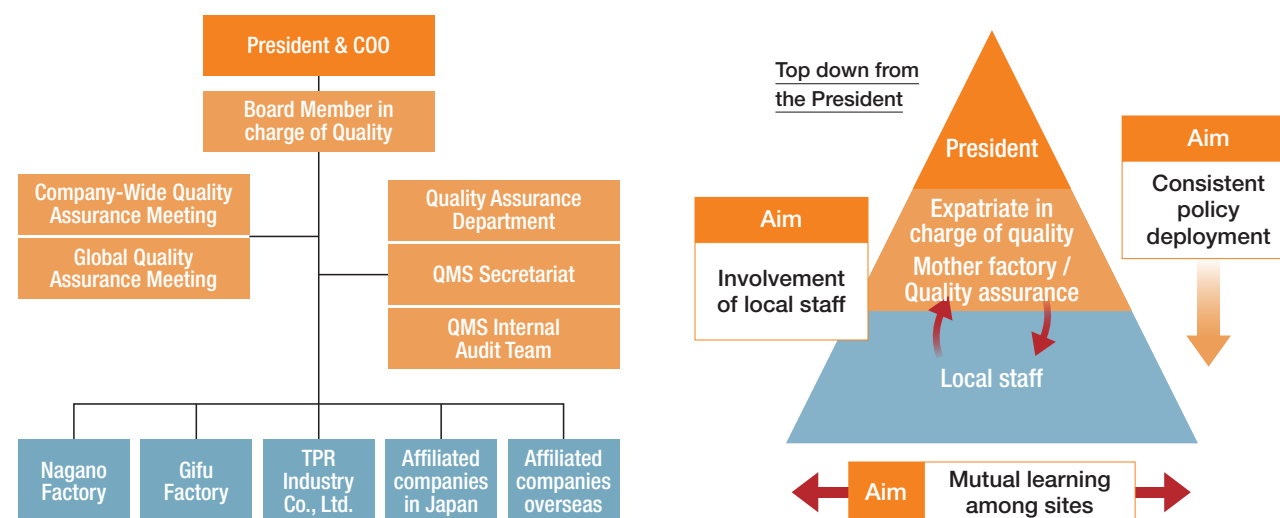 President & COO
Board Member in
charge of Quality
Company-Wide Quality
Assurance Meeting
Global Quality
Assurance Meeting
Quality Assurance
Department
QMS Secretariat
QMS Internal
Audit Team
Nagano
Factory
Gifu
Factory
TPR
Industry
Co., Ltd.
Affiliated
companies
in Japan
Affiliated
companies
overseas
Top down from
the President
President
Expatriate in
charge of quality
Mother factory /
Quality assurance
Local staff
Aim
Involvement
of local staff
Aim
Consistent
policy
deployment
Aim
Mutual learning
among sites